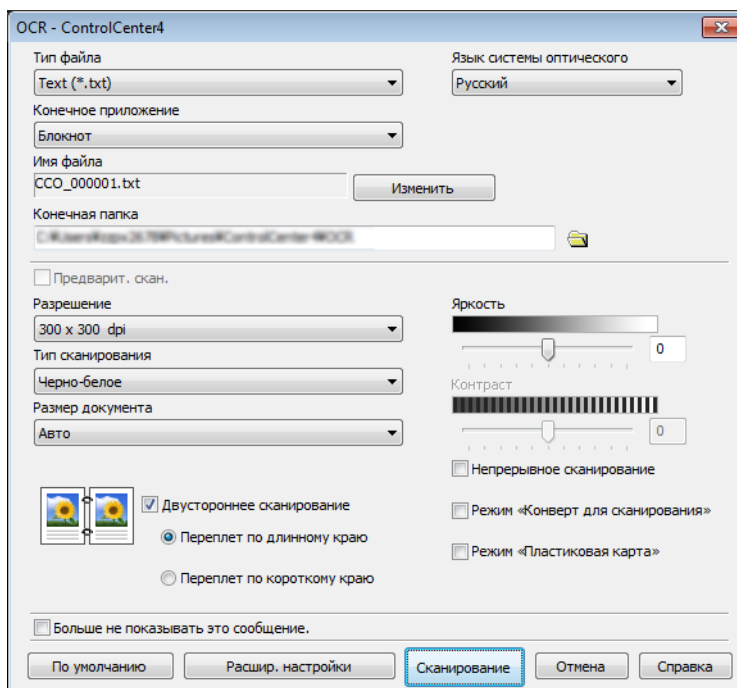 OCR - ControlCenter4
Тип файла
Язык системы оптического
Text (*.txt)
Русский
Конечное приложение
Блокнот
Имя файла
CCO_000001.txt
Изменить
Конечная папка
Предварит. скан.
Разрешение
Яркость
300 x 300 dpi
0
Тип сканирования
Черно-белое
Контраст
Размер документа
Авто
0
Непрерывное сканирование
Двустороннее сканирование
Режим «Конверт для сканирования»
Переплет по длинному краю
Режим «Пластиковая карта»
Переплет по короткому краю
Больше не показывать это сообщение.
По умолчанию
Расшир. настройки
Сканирование
Отмена
Справка